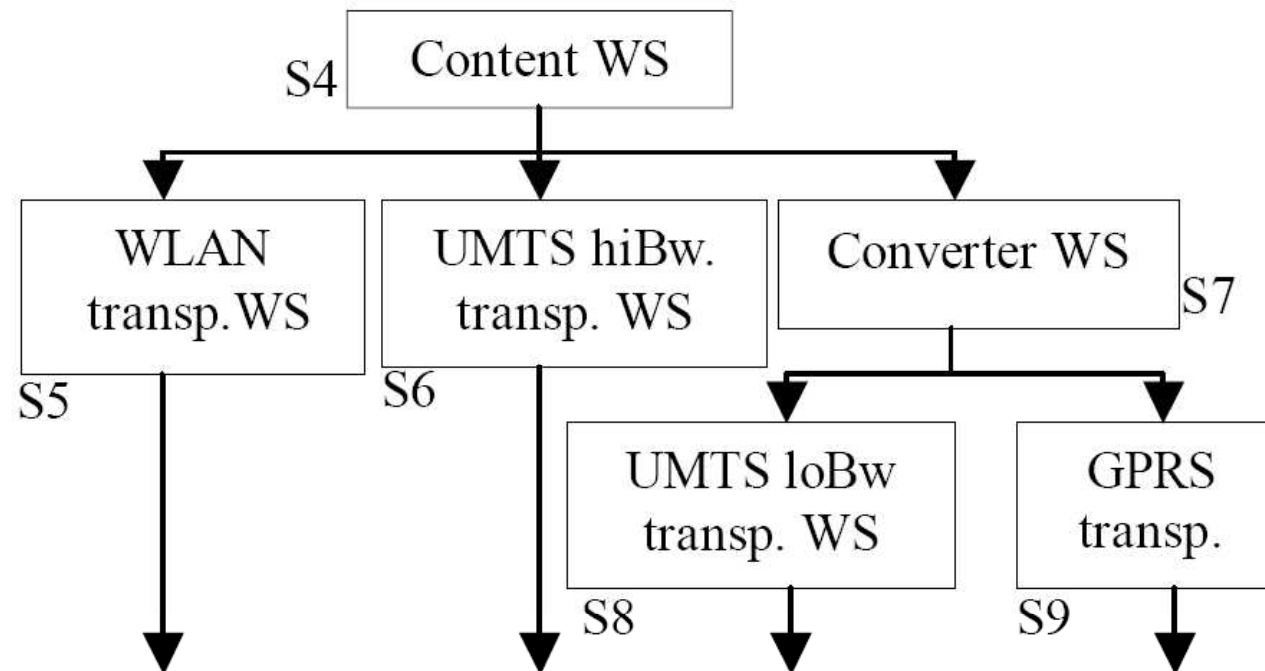 Content WS
S4
WLAN
transp.WS
S5
UMTS hiBw.
transp. WS
S6
Converter WS
S7
UMTS loBw
transp. WS
S8
GPRS
transp.
S9